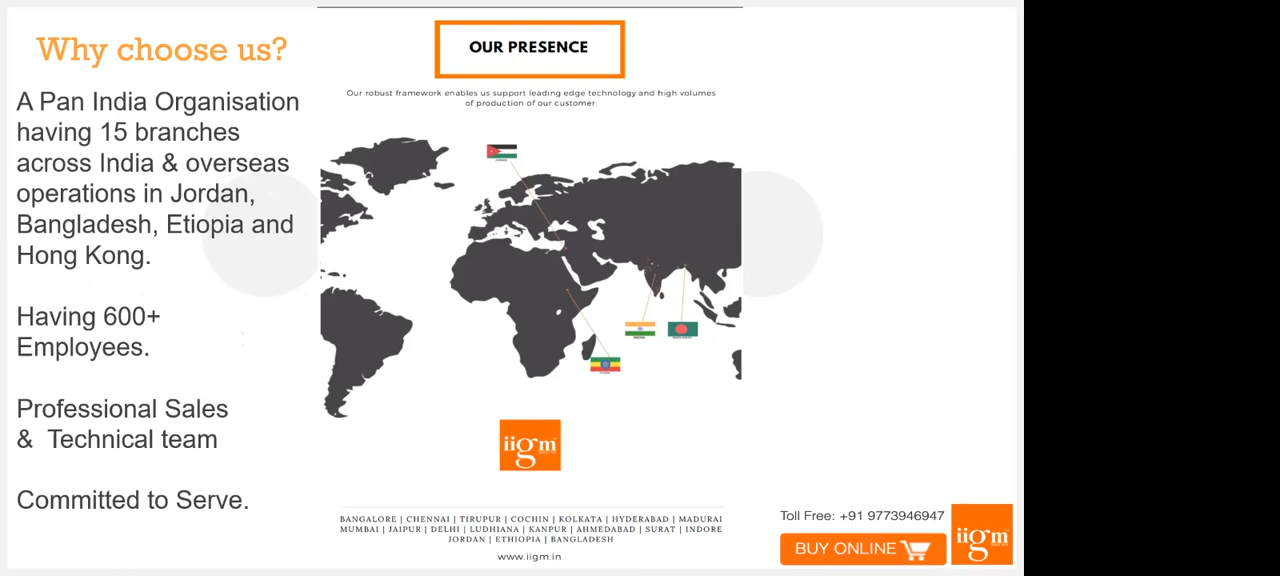 Why choose us?
A Pan India Organisation
having 15 branches
across India & overseas
operations in Jordan,
Bangladesh, Etiopia and
Hong Kong.
Having 600+
Employees.
Professional Sales
& Technical team
Committed to Serve.
OUR PRESENCE
Our robust framework enables us support leading edge technology and high volumes
of production of our customer.
iigm
BANGALORE | CHENNAI | TIRUPUR | COCHIN | KOLKATA | HYDERABAD | MADURAI
MUMBAI | JAIPUR | DELHI | LUDHIANA | KANPUR | AHMEDABAD | SURAT | INDORE
JORDAN | ETHIOPIA | BANGLADESH
www.iigm.in
Toll Free: +91 9773946947
BUY ONLINE
iigm